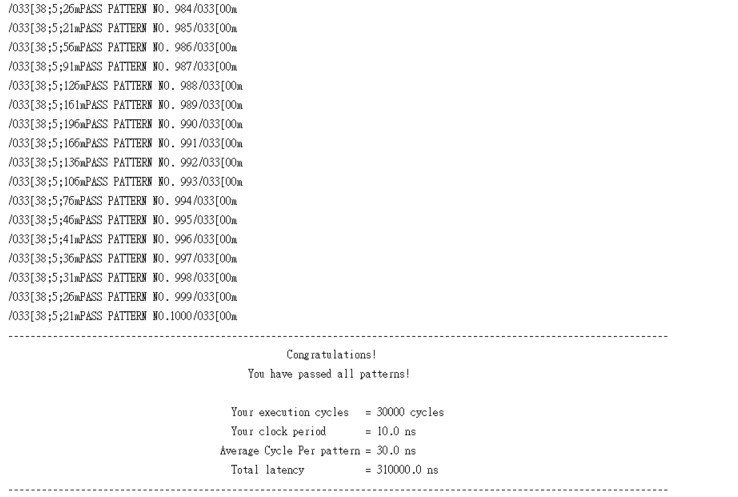 /033[38;5;26mPASS PATTERN NO. 984/033[00m
/033[38;5;21mPASS PATTERN NO. 985/033[00m
/033[38;5;56mPASS PATTERN NO. 986/033[00m
/033[38;5;91mPASS PATTERN NO. 987/033[00m
/033[38;5;126mPASS PATTERN NO. 988/033[00m
/033[38;5;161mPASS PATTERN NO. 989/033[00m
/033[38;5;196mPASS PATTERN NO. 990/033[00m
/033[38;5;166mPASS PATTERN NO. 991/033[00m
/033[38;5;136mPASS PATTERN NO. 992/033[00m
/033[38;5;106mPASS PATTERN NO. 993/033[00m
/033[38;5;76mPASS PATTERN NO. 994/033[00m
/033[38;5;46mPASS PATTERN NO. 995/033[00m
/033[38;5;41mPASS PATTERN NO. 996/033[00m
/033[38;5;36mPASS PATTERN NO. 997/033[00m
/033[38;5;31mPASS PATTERN NO. 998/033[00m
/033[38;5;26mPASS PATTERN NO. 999/033[00m
/033[38;5;21mPASS PATTERN NO.1000/033[00m
Congratulations!
You have passed all patterns!
Your execution cycles = 30000 cycles
Your clock period = 10.0 ns
Average Cycle Per pattern = 30.0 ns
Total latency = 310000.0 ns